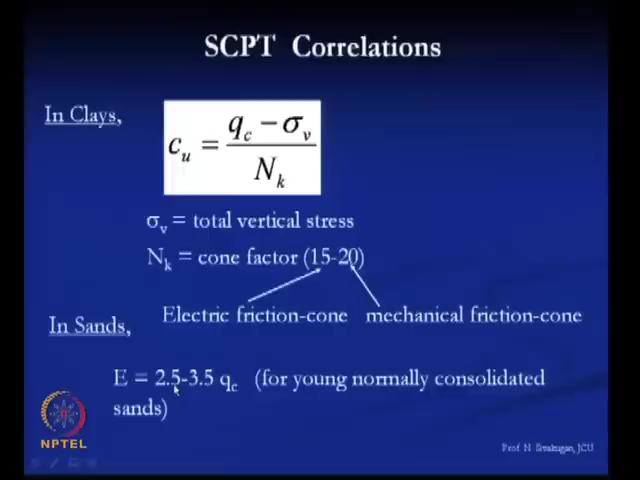 SCPT Correlations
In Clays,
c_u = (q_c − σ_v) / N_k
σ_v = total vertical stress
N_k = cone factor (15-20)
Electric friction-cone mechanical friction-cone
In Sands,
E = 2.5-3.5 q_c (for young normally consolidated
sands)
NPTEL
Prof. N. Sivakugan, JCU